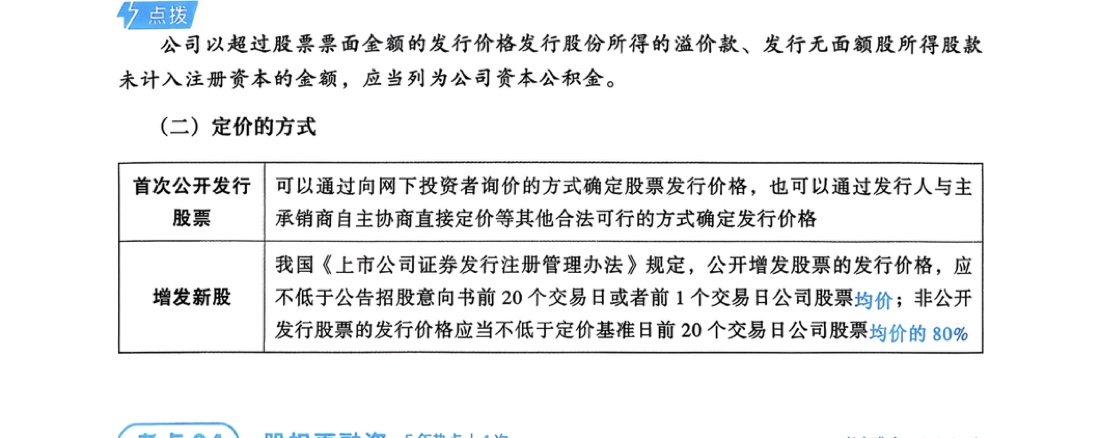 点拨
公司以超过股票票面金额的发行价格发行股份所得的溢价款、发行无面额股所得股款
未计入注册资本的金额，应当列为公司资本公积金。
（二）定价的方式
首次公开发行
股票
可以通过向网下投资者询价的方式确定股票发行价格，也可以通过发行人与主
承销商自主协商直接定价等其他合法可行的方式确定发行价格
增发新股
我国《上市公司证券发行注册管理办法》规定，公开增发股票的发行价格，应
不低于公告招股意向书前 20 个交易日或者前 1 个交易日公司股票均价；非公开
发行股票的发行价格应当不低于定价基准日前 20 个交易日公司股票均价的 80%